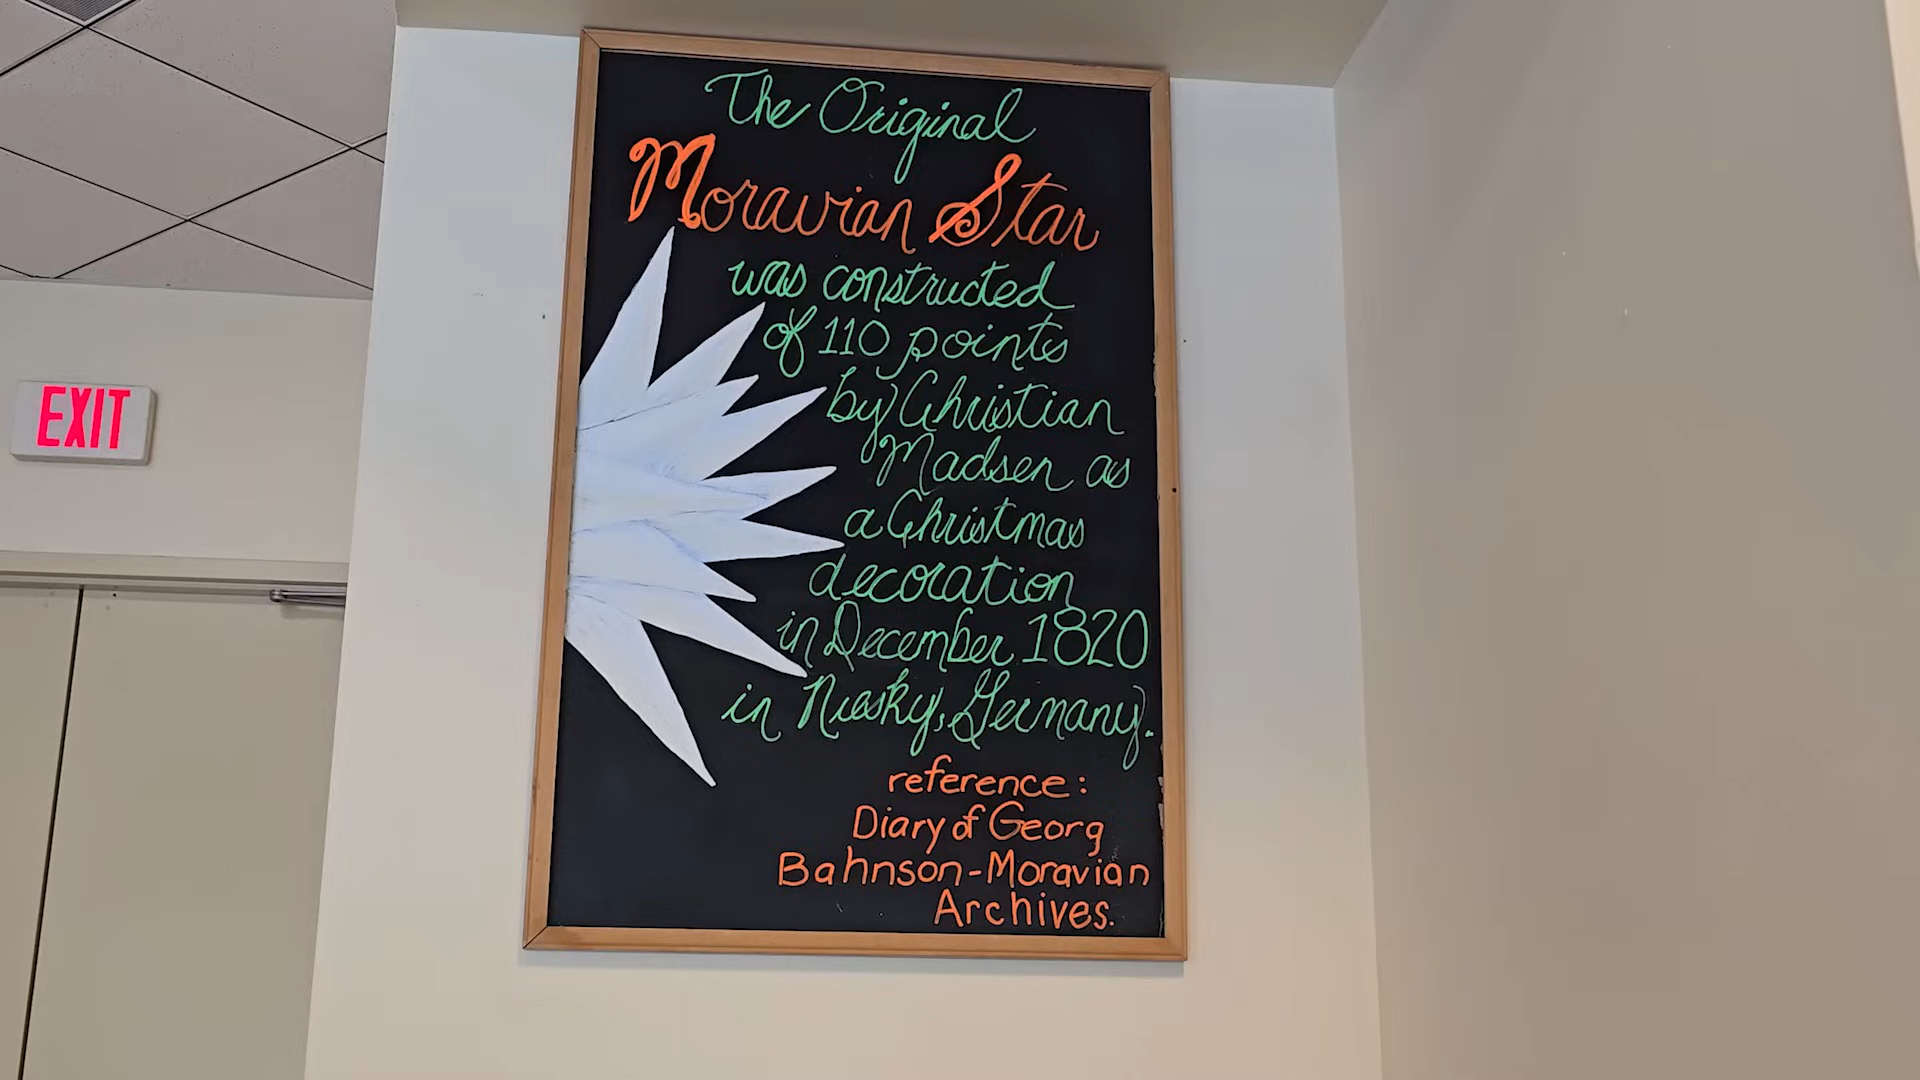 The Original
Moravian Star
was constructed
of 110 points
by Christian
Madsen as
a Christmas
decoration
in December 1820
in Niesky, Germany.
reference:
Diary of Georg
Bahnson-Moravian
Archives.
EXIT